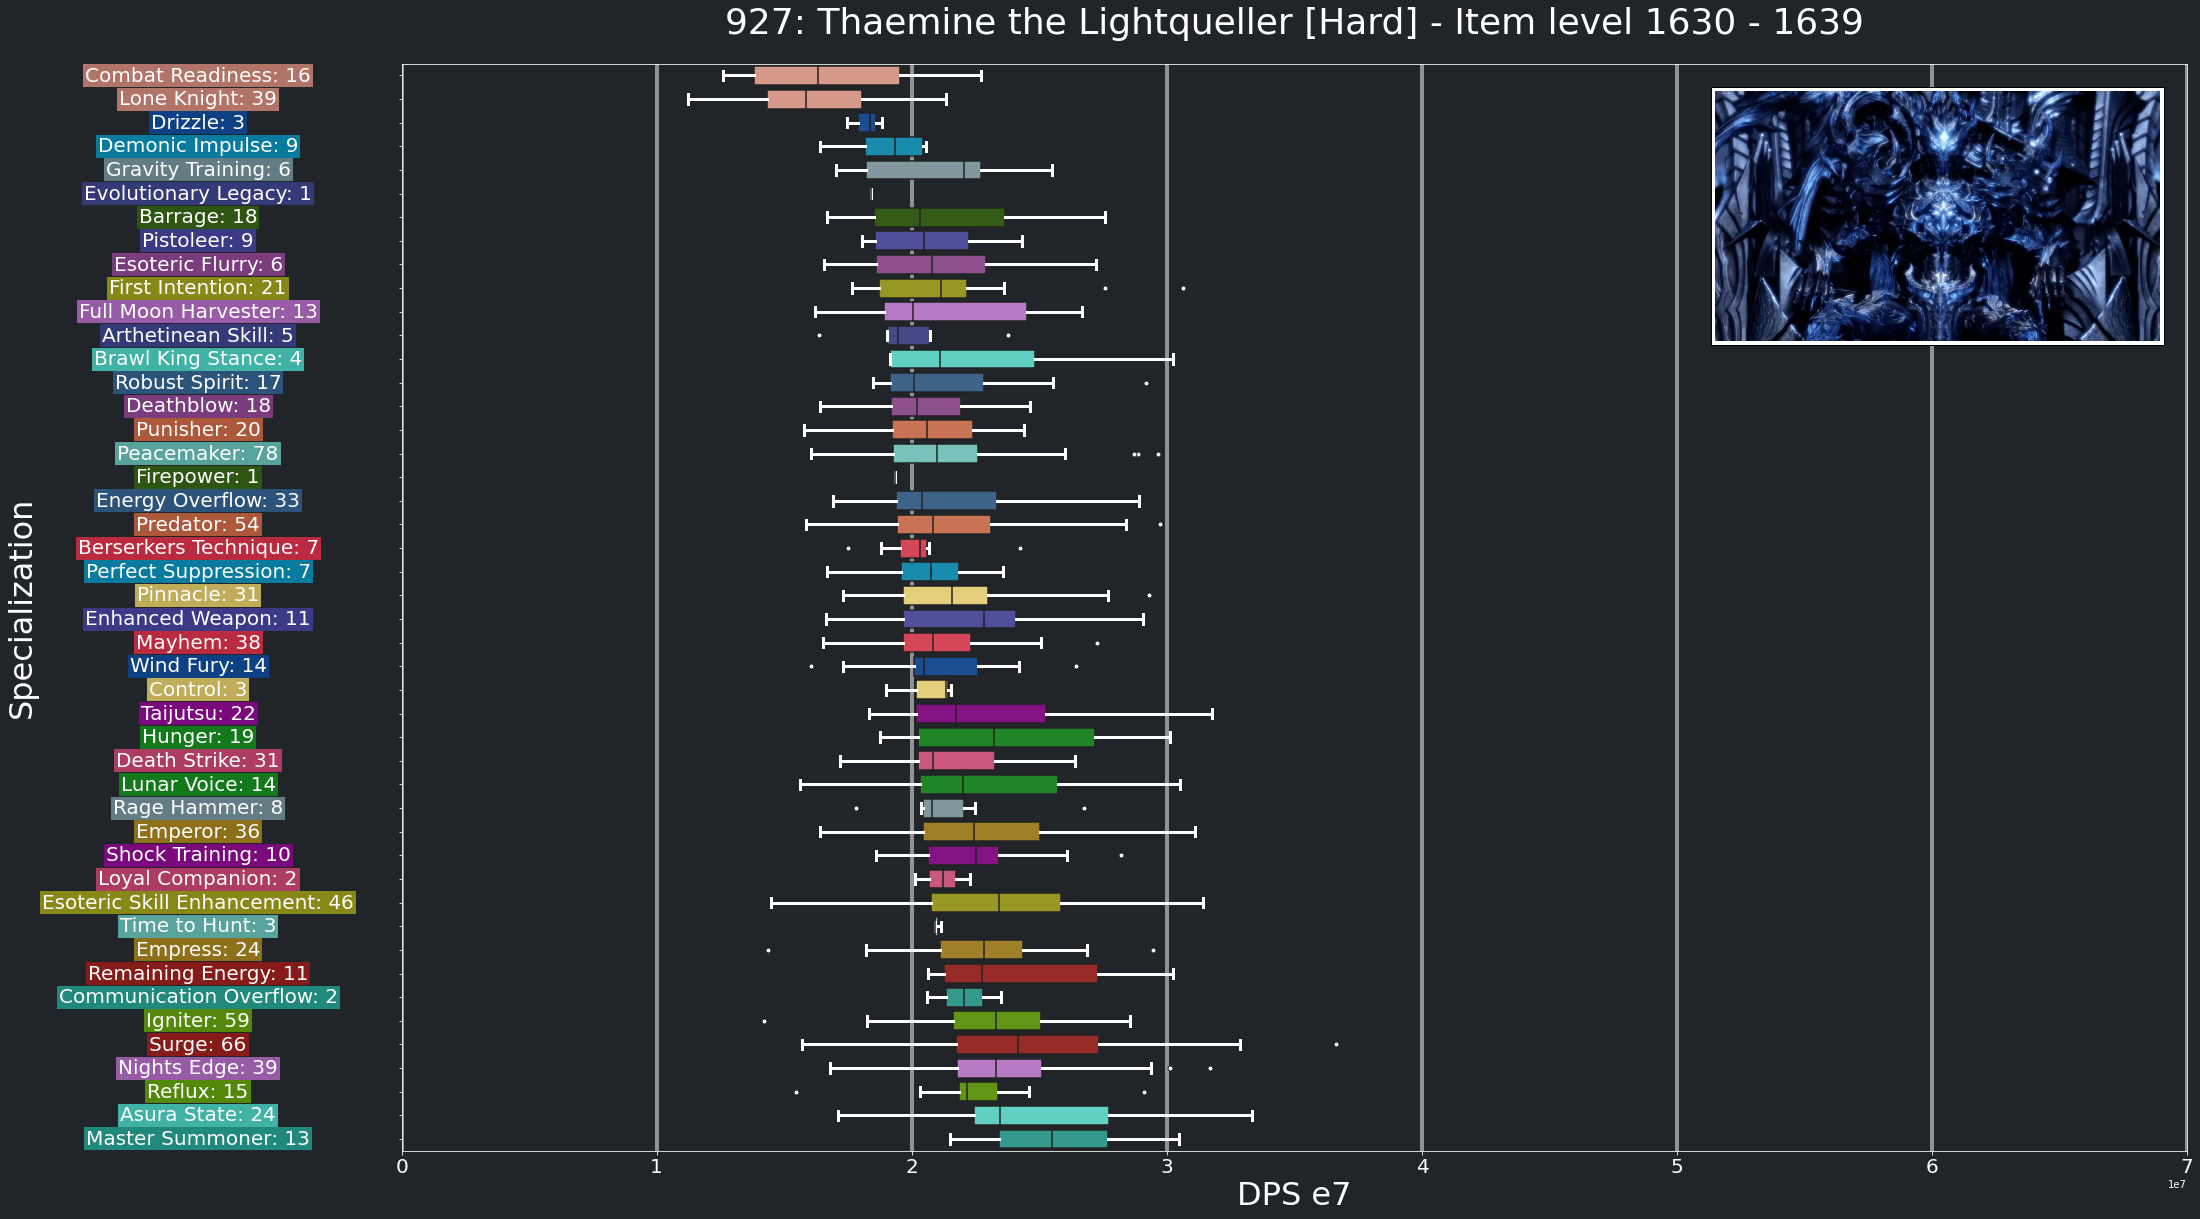 927: Thaemine the Lightqueller [Hard] - Item level 1630 - 1639
Specialization
Combat Readiness: 16
Lone Knight: 39
Drizzle: 3
Demonic Impulse: 9
Gravity Training: 6
Evolutionary Legacy: 1
Barrage: 18
Pistoleer: 9
Esoteric Flurry: 6
First Intention: 21
Full Moon Harvester: 13
Arthetinean Skill: 5
Brawl King Stance: 4
Robust Spirit: 17
Deathblow: 18
Punisher: 20
Peacemaker: 78
Firepower: 1
Energy Overflow: 33
Predator: 54
Berserkers Technique: 7
Perfect Suppression: 7
Pinnacle: 31
Enhanced Weapon: 11
Mayhem: 38
Wind Fury: 14
Control: 3
Taijutsu: 22
Hunger: 19
Death Strike: 31
Lunar Voice: 14
Rage Hammer: 8
Emperor: 36
Shock Training: 10
Loyal Companion: 2
Esoteric Skill Enhancement: 46
Time to Hunt: 3
Empress: 24
Remaining Energy: 11
Communication Overflow: 2
Igniter: 59
Surge: 66
Nights Edge: 39
Reflux: 15
Asura State: 24
Master Summoner: 13
0 1 2 3 4 5 6 7
DPS e7
1e7